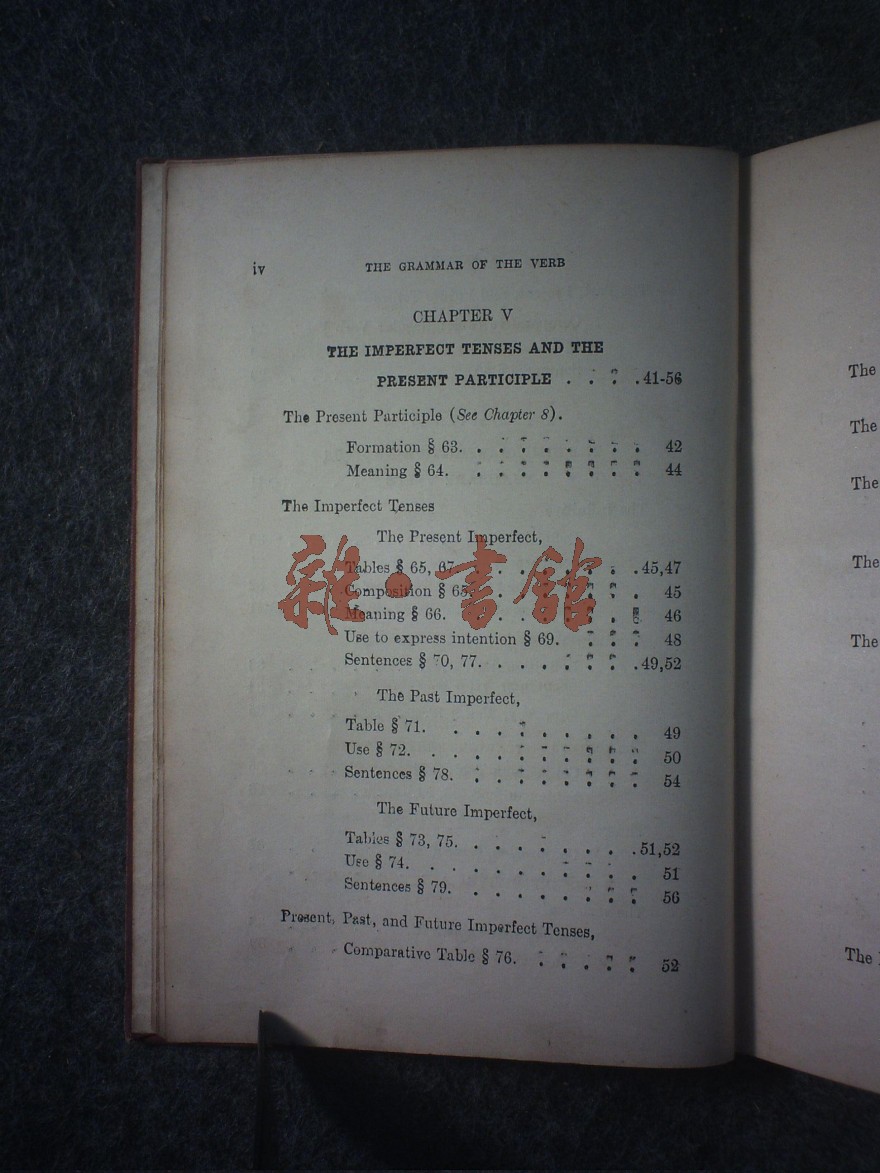 iv THE GRAMMAR OF THE VERB
CHAPTER V
THE IMPERFECT TENSES AND THE
PRESENT PARTICIPLE . . . . 41-56
The Present Participle (See Chapter 8).
Formation § 63. . . . . . . . . 42
Meaning § 64. . . . . . . . . 44
The Imperfect Tenses
The Present Imperfect,
Tables § 65, 67. . . . . . . . . 45,47
Composition § 65. . . . . . . . 45
Meaning § 66. . . . . . . . . 46
Use to express intention § 69. . . . 48
Sentences § 70, 77. . . . . . . . 49,52
雜·書館
The Past Imperfect,
Table § 71. . . . . . . . . . 49
Use § 72. . . . . . . . . . 50
Sentences § 78. . . . . . . . . 54
The Future Imperfect,
Tables § 73, 75. . . . . . . . . 51,52
Use § 74. . . . . . . . . . . 51
Sentences § 79. . . . . . . . . 56
Present, Past, and Future Imperfect Tenses,
Comparative Table § 76. . . . . . 52
The
The
The
The
The
The